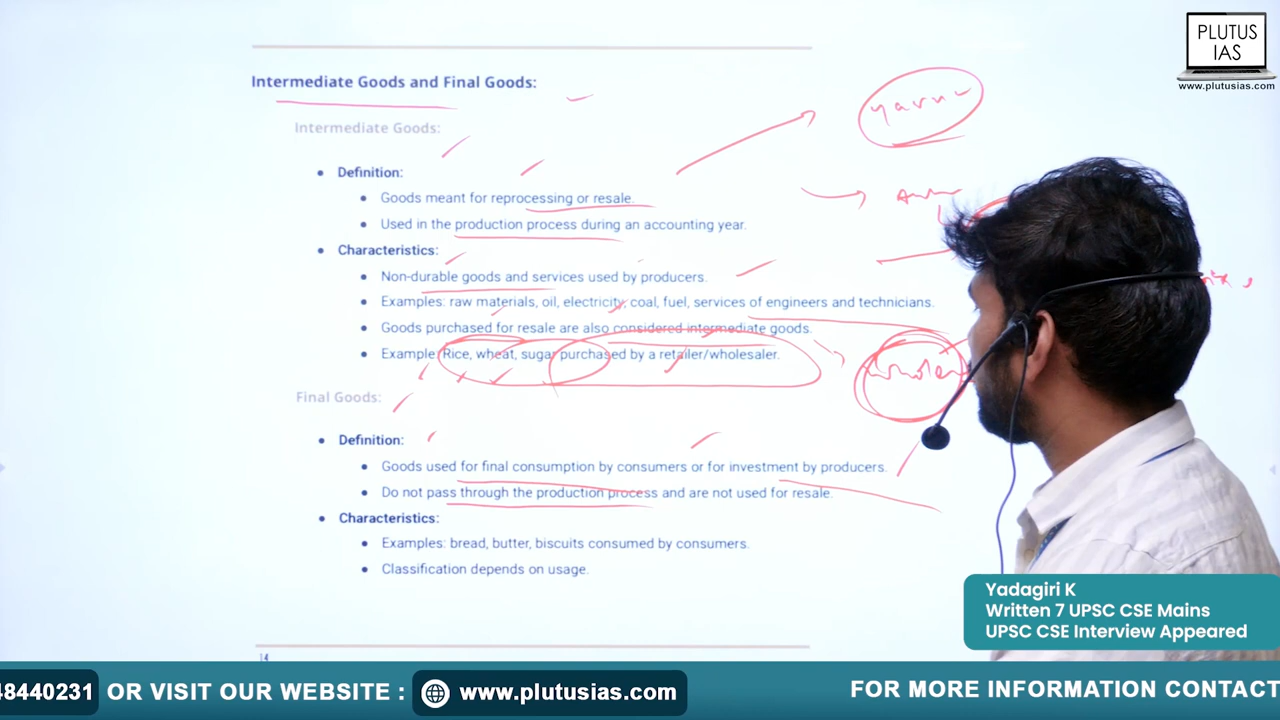 PLUTUS
IAS
www.plutusias.com
Intermediate Goods and Final Goods:
Intermediate Goods:
• Definition:
• Goods meant for reprocessing or resale.
• Used in the production process during an accounting year.
• Characteristics:
• Non-durable goods and services used by producers.
• Examples: raw materials, oil, electricity, coal, fuel, services of engineers and technicians.
• Goods purchased for resale are also considered intermediate goods.
• Example: Rice, wheat, sugar purchased by a retailer/wholesaler.
Final Goods:
• Definition:
• Goods used for final consumption by consumers or for investment by producers.
• Do not pass through the production process and are not used for resale.
• Characteristics:
• Examples: bread, butter, biscuits consumed by consumers.
• Classification depends on usage.
14
Yadagiri K
Written 7 UPSC CSE Mains
UPSC CSE Interview Appeared
48440231 OR VISIT OUR WEBSITE : www.plutusias.com FOR MORE INFORMATION CONTACT